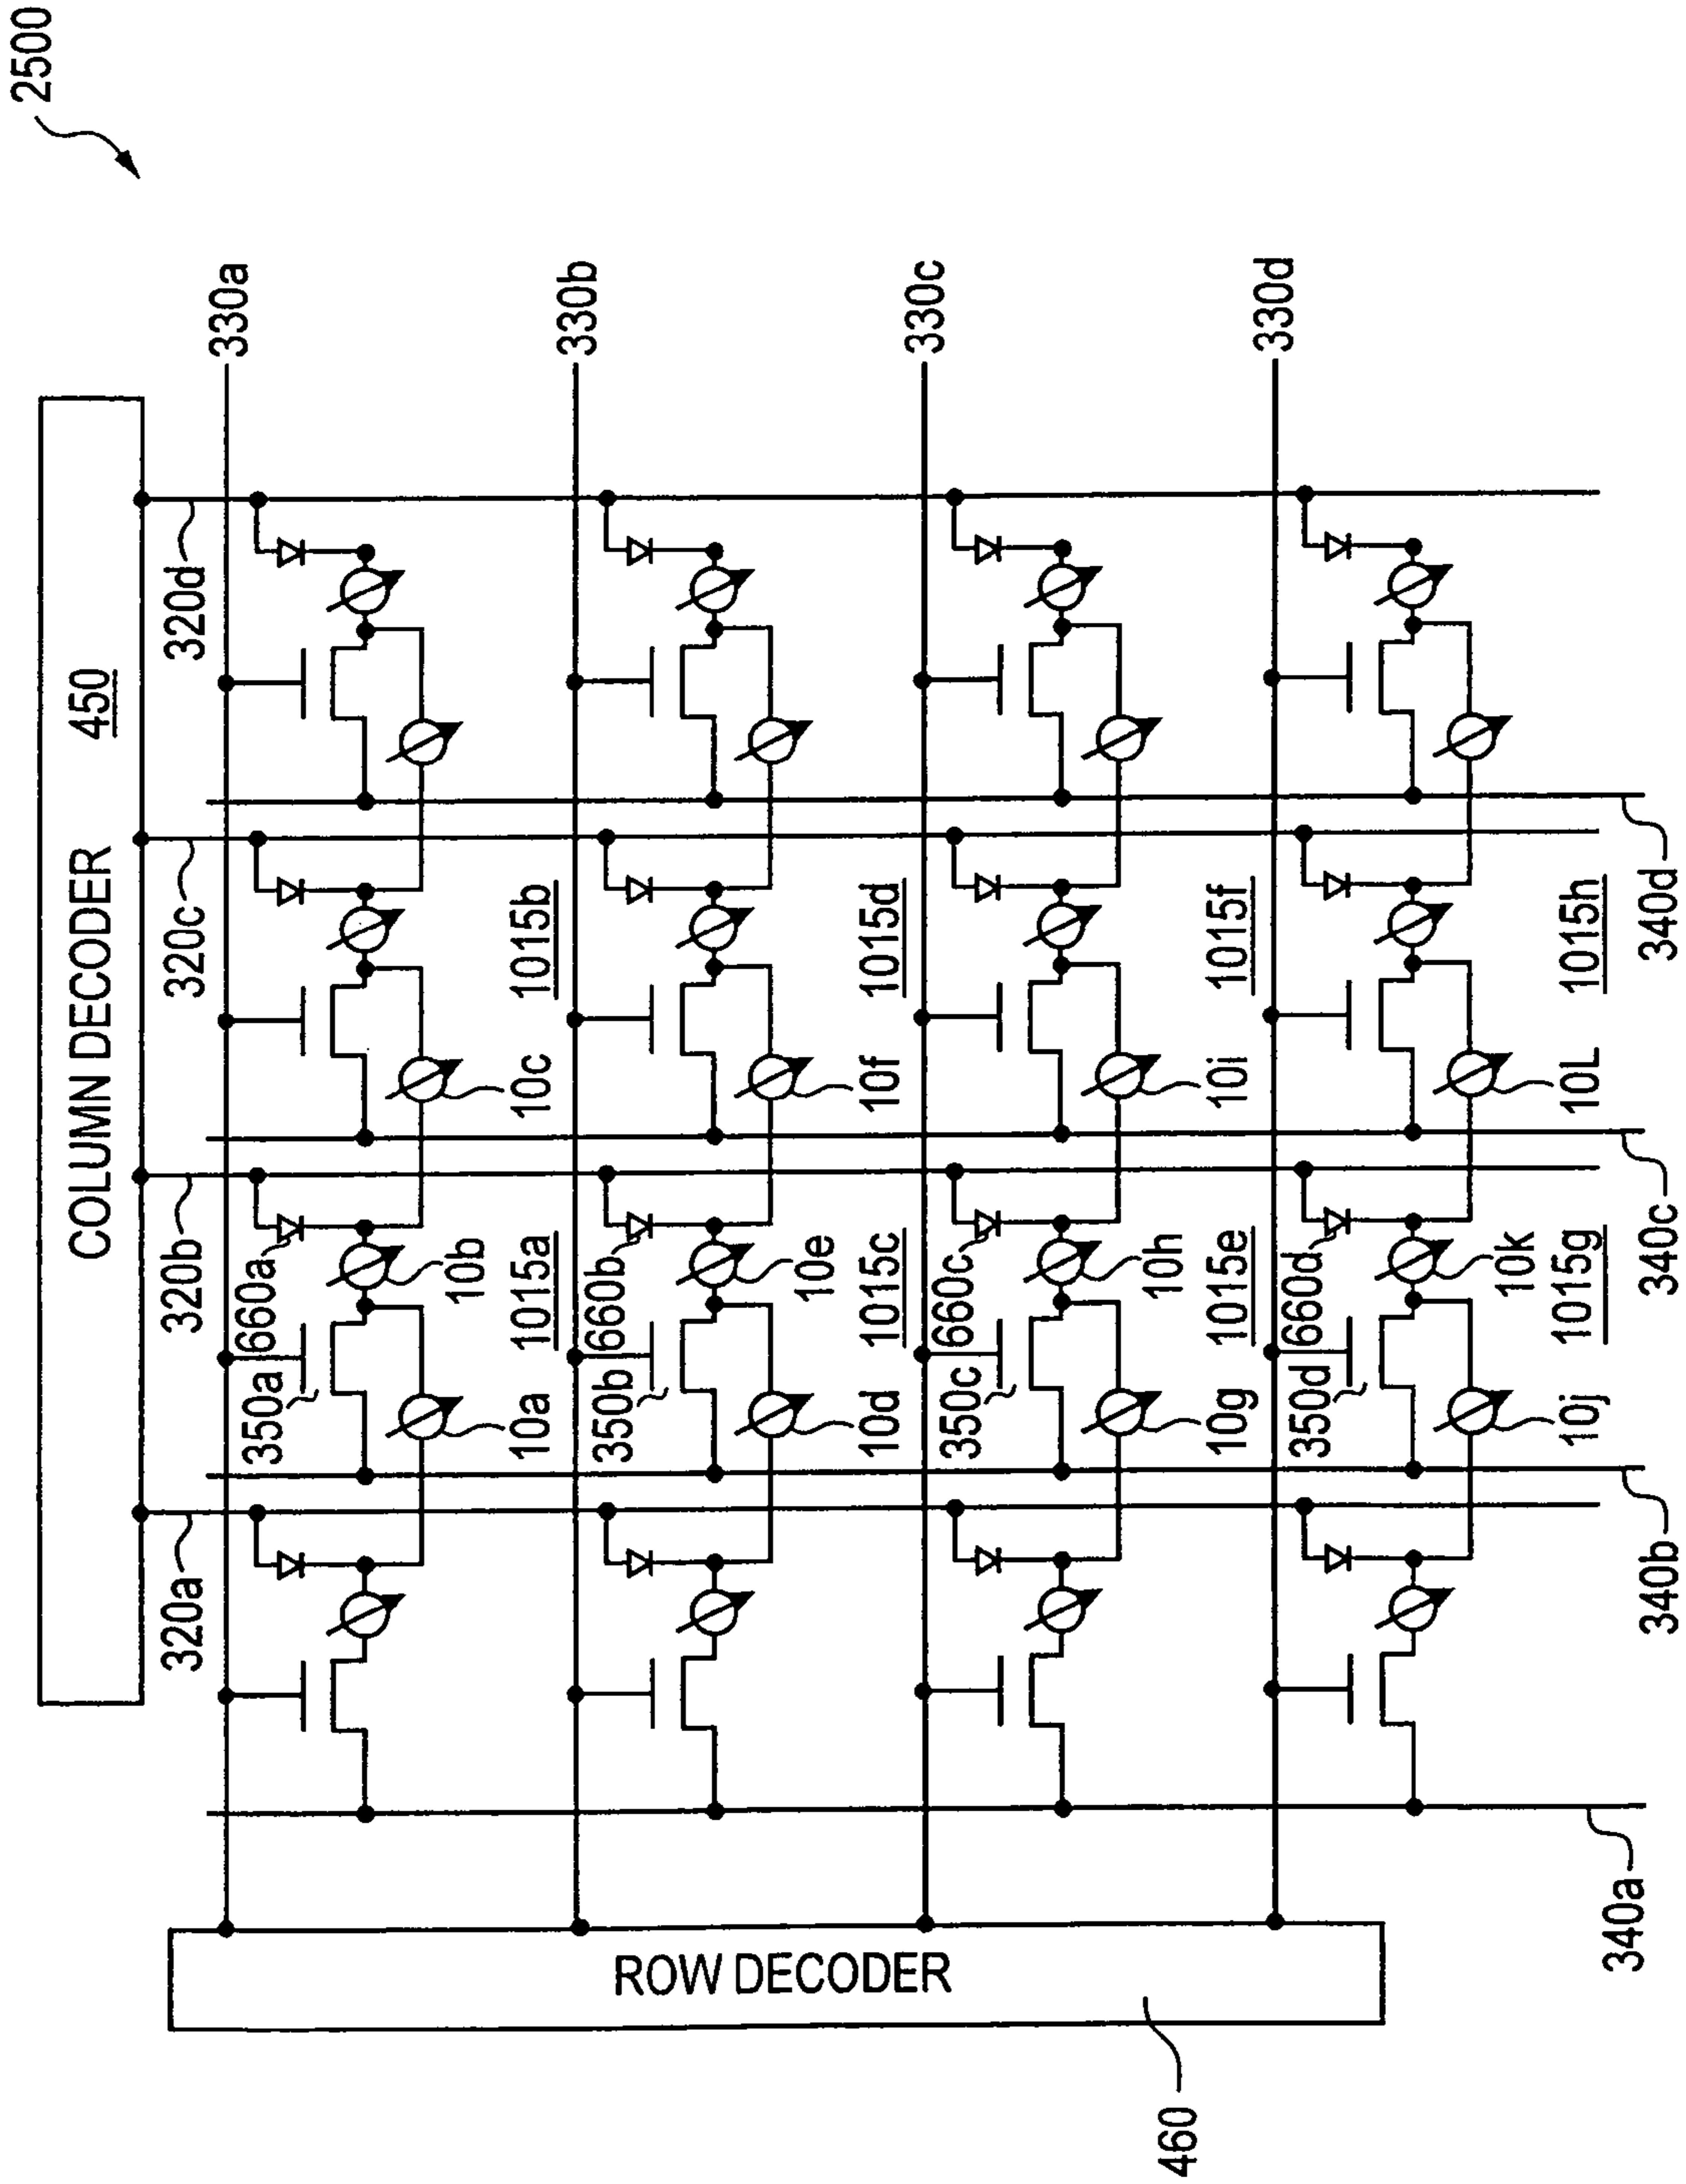 2500
COLUMN DECODER 450
320a
320b
320c
320d
330a
350a
660a
10a
10b
10c
1015a
1015b
330b
350b
660b
10d
10e
10f
1015c
1015d
330c
350c
660c
10g
10h
10i
1015e
1015f
330d
350d
660d
10j
10k
10L
1015g
1015h
340a
340b
340c
340d
ROW DECODER
460